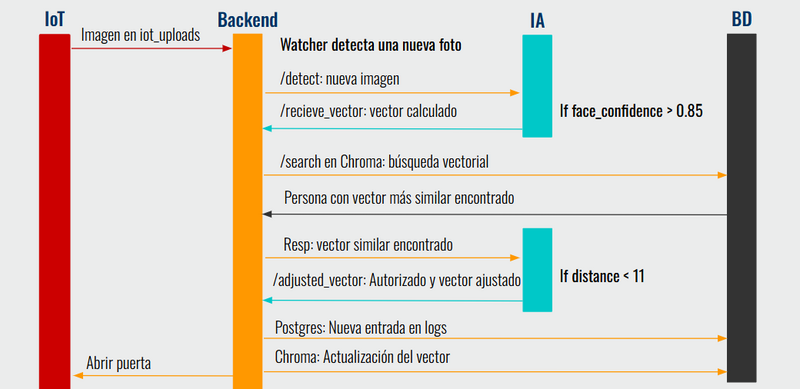 IoT
Backend
IA
BD
Imagen en iot_uploads
Watcher detecta una nueva foto
/detect: nueva imagen
/recieve_vector: vector calculado
If face_confidence > 0.85
/search en Chroma: búsqueda vectorial
Persona con vector más similar encontrado
Resp: vector similar encontrado
/adjusted_vector: Autorizado y vector ajustado
If distance < 11
Postgres: Nueva entrada en logs
Chroma: Actualización del vector
Abrir puerta